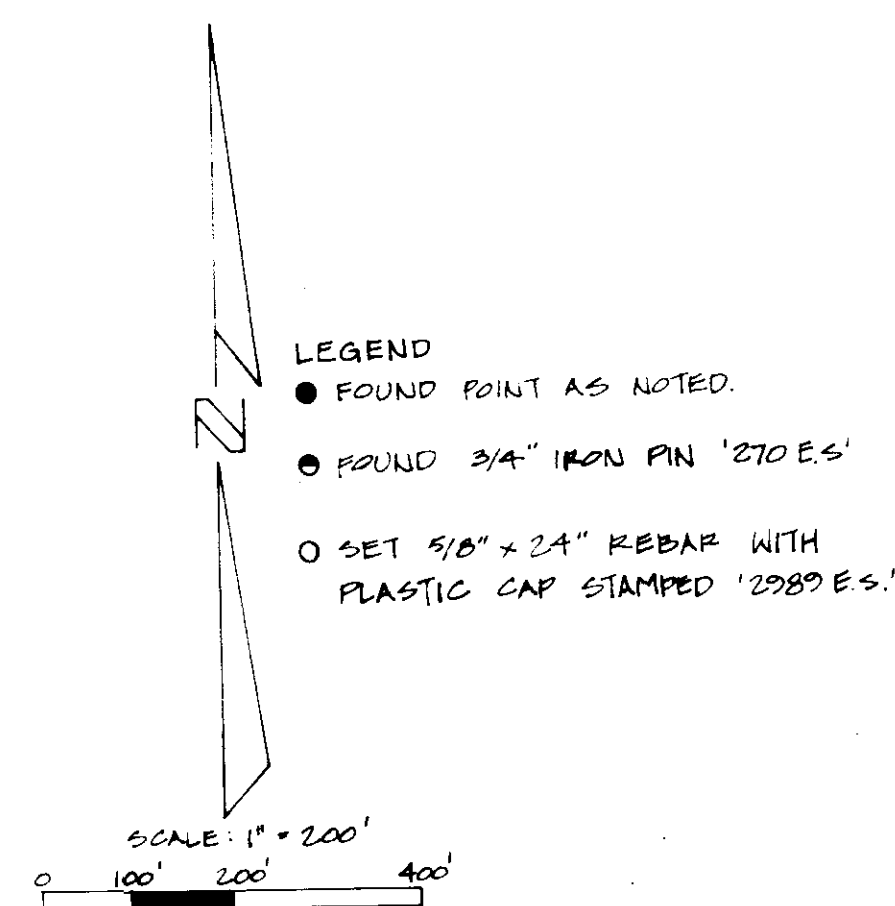 N
LEGEND
● FOUND POINT AS NOTED.
◒ FOUND 3/4" IRON PIN '270 E.S'
○ SET 5/8" x 24" REBAR WITH
PLASTIC CAP STAMPED '2989 E.S.'
SCALE: 1" = 200'
0 100' 200' 400'